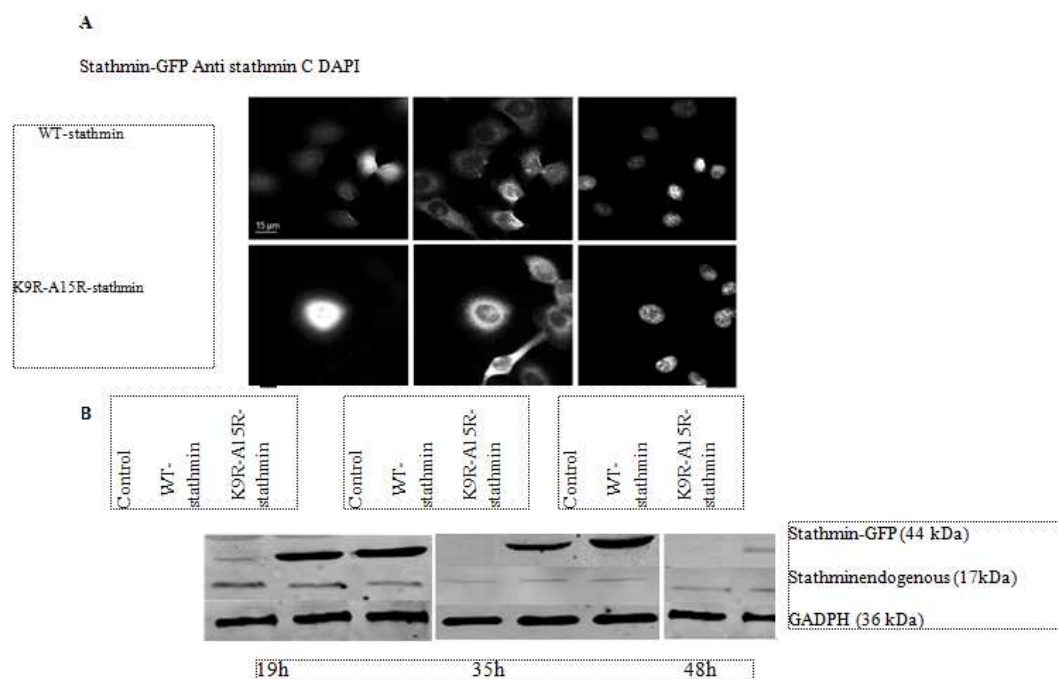 A
Stathmin-GFP Anti stathmin C DAPI
WT-stathmin
15 µm
K9R-A15R-stathmin
B
Control
WT-
stathmin
K9R-A15R-
stathmin
Control
WT-
stathmin
K9R-A15R-
stathmin
Control
WT-
stathmin
K9R-A15R-
stathmin
Stathmin-GFP (44 kDa)
Stathminendogenous (17kDa)
GADPH (36 kDa)
19h 35h 48h